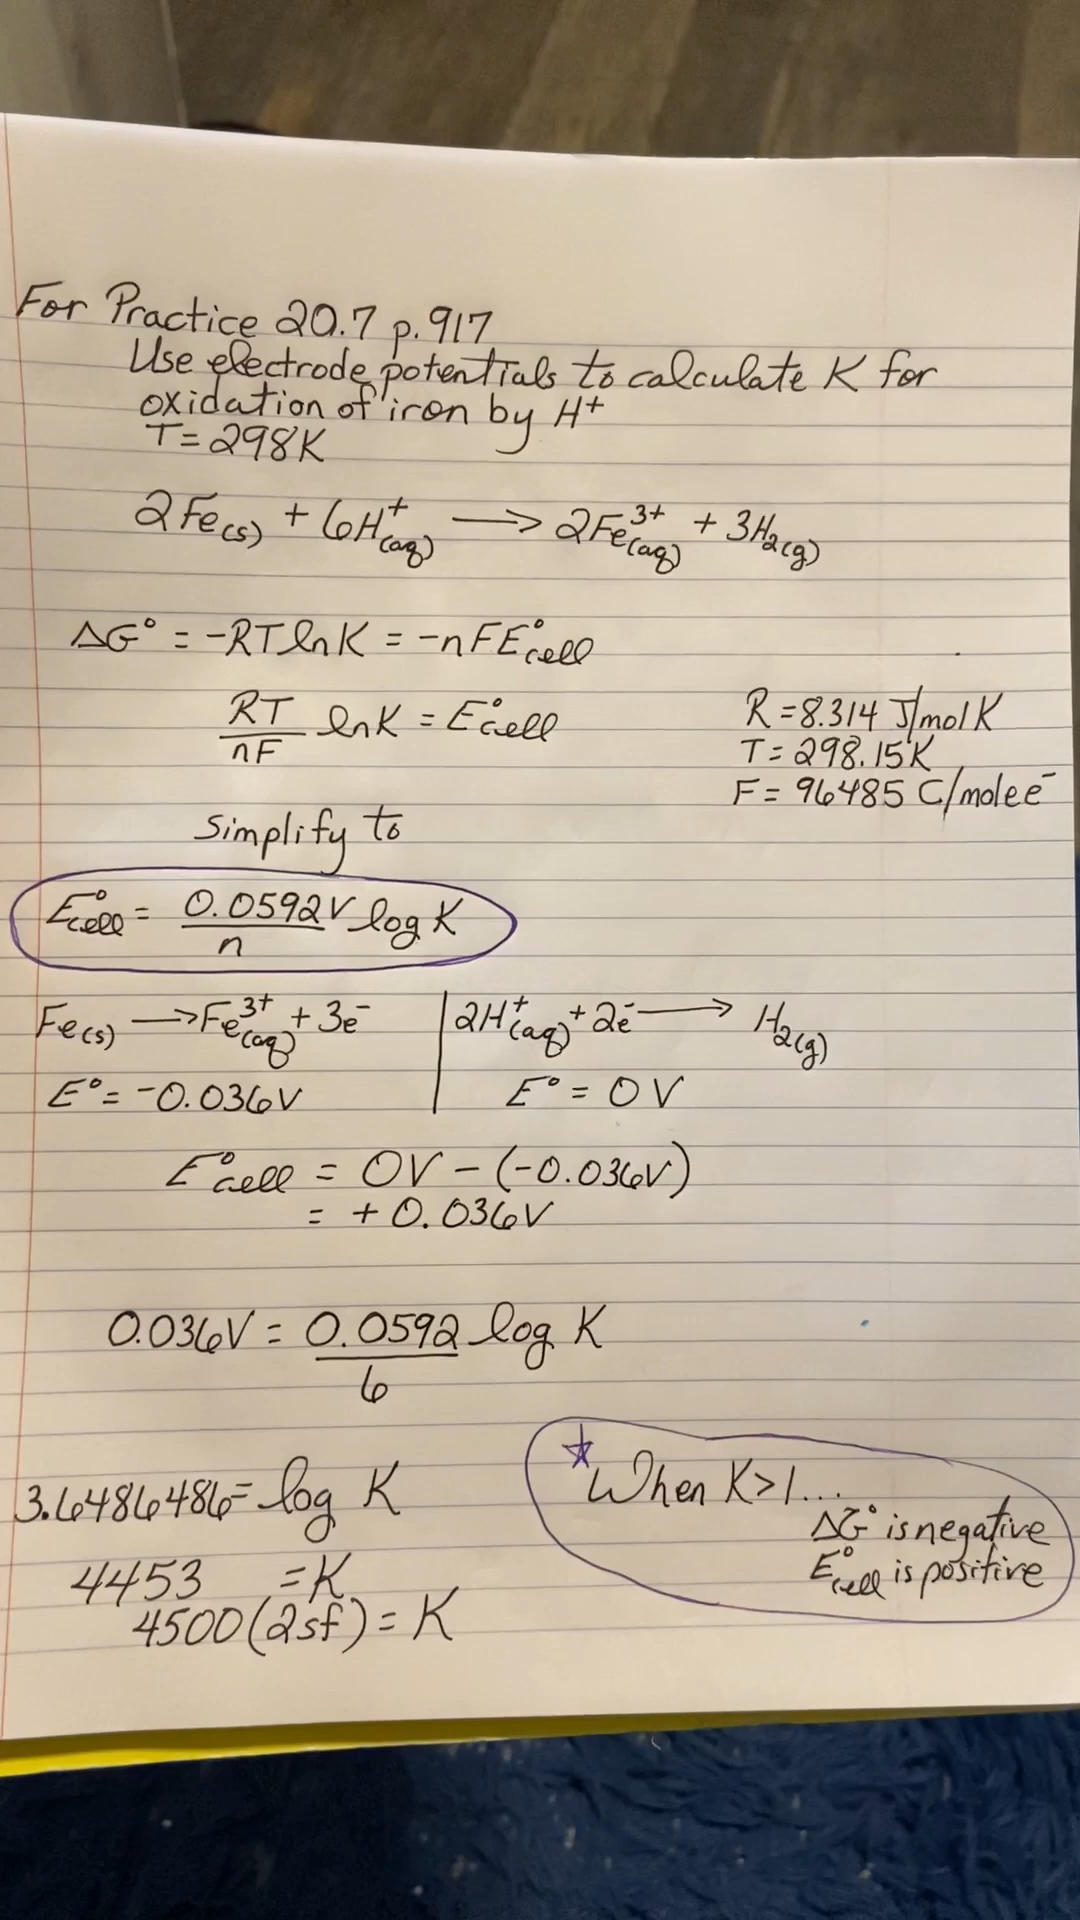 For Practice 20.7 p.917
Use electrode potentials to calculate K for
oxidation of iron by H⁺
T = 298K
2Fe(s) + 6H⁺(aq) ⟶ 2Fe³⁺(aq) + 3H₂(g)
ΔG° = -RT ln K = -nFE°cell
RT/nF ln K = E°cell
R = 8.314 J/mol K
T = 298.15K
F = 96485 C/mole e⁻
Simplify to
E°cell = 0.0592V/n log K
Fe(s) ⟶ Fe³⁺(aq) + 3e⁻ | 2H⁺(aq) + 2e⁻ ⟶ H₂(g)
E° = -0.036V | E° = 0V
E°cell = 0V - (-0.036V)
= +0.036V
0.036V = 0.0592/6 log K
3.6486486 = log K
4453 = K
4500 (2sf) = K
☆ When K>1...
ΔG° is negative
E°cell is positive